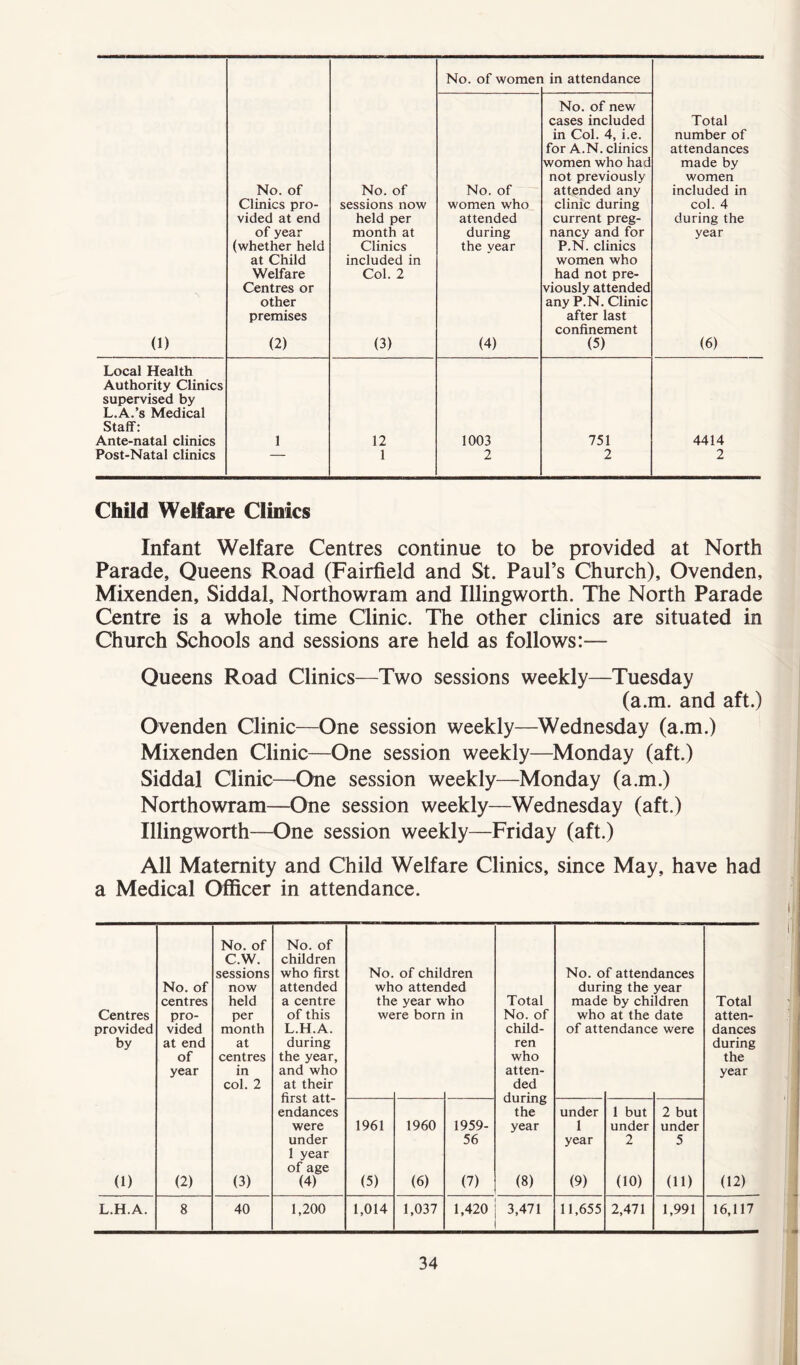 No. of women in attendance
(1)
No. of
Clinics pro-
vided at end
of year
(whether held
at Child
Welfare
Centres or
other
premises
(2)
No. of
sessions now
held per
month at
Clinics
included in
Col. 2
(3)
No. of
women who
attended
during
the year
(4)
No. of new
cases included
in Col. 4, i.e.
for A.N. clinics
women who had
not previously
attended any
clinic during
current preg-
nancy and for
P.N. clinics
women who
had not pre-
viously attended
any P.N. Clinic
after last
confinement
(5)
Total
number of
attendances
made by
women
included in
col. 4
during the
year
(6)
Local Health
Authority Clinics
supervised by
L.A.'s Medical
Staff:
Ante-natal clinics 1 12 1003 751 4414
Post-Natal clinics — 1 2 2 2
Child Welfare Clinics
Infant Welfare Centres continue to be provided at North
Parade, Queens Road (Fairfield and St. Paul's Church), Ovenden,
Mixenden, Siddal, Northowram and Illingworth. The North Parade
Centre is a whole time Clinic. The other clinics are situated in
Church Schools and sessions are held as follows:—
Queens Road Clinics—Two sessions weekly—Tuesday
(a.m. and aft.)
Ovenden Clinic—One session weekly—Wednesday (a.m.)
Mixenden Clinic—One session weekly—Monday (aft.)
Siddal Clinic—One session weekly—Monday (a.m.)
Northowram—One session weekly—Wednesday (aft.)
Illingworth—One session weekly—Friday (aft.)
All Maternity and Child Welfare Clinics, since May, have had
a Medical Officer in attendance.
Centres
provided
by
(1)
No. of
centres
pro-
vided
at end
of
year
(2)
No. of
C.W.
sessions
now
held
per
month
at
centres
in
col. 2
(3)
No. of
children
who first
attended
a centre
of this
L.H.A.
during
the year,
and who
at their
first att-
endances
were
under
1 year
of age
(4)
No. of children
who attended
the year who
were born in
1961
(5)
1960
(6)
1959-
56
(7)
Total
No. of
child-
ren
who
atten-
ded
during
the
year
(8)
No. of attendances
during the year
made by children
who at the date
of attendance were
under
1
year
(9)
1 but
under
2
(10)
2 but
under
5
(11)
Total
atten-
dances
during
the
year
(12)
L.H.A. 8 40 1,200 1,014 1,037 1,420 3,471 11,655 2,471 1,991 16,117
34